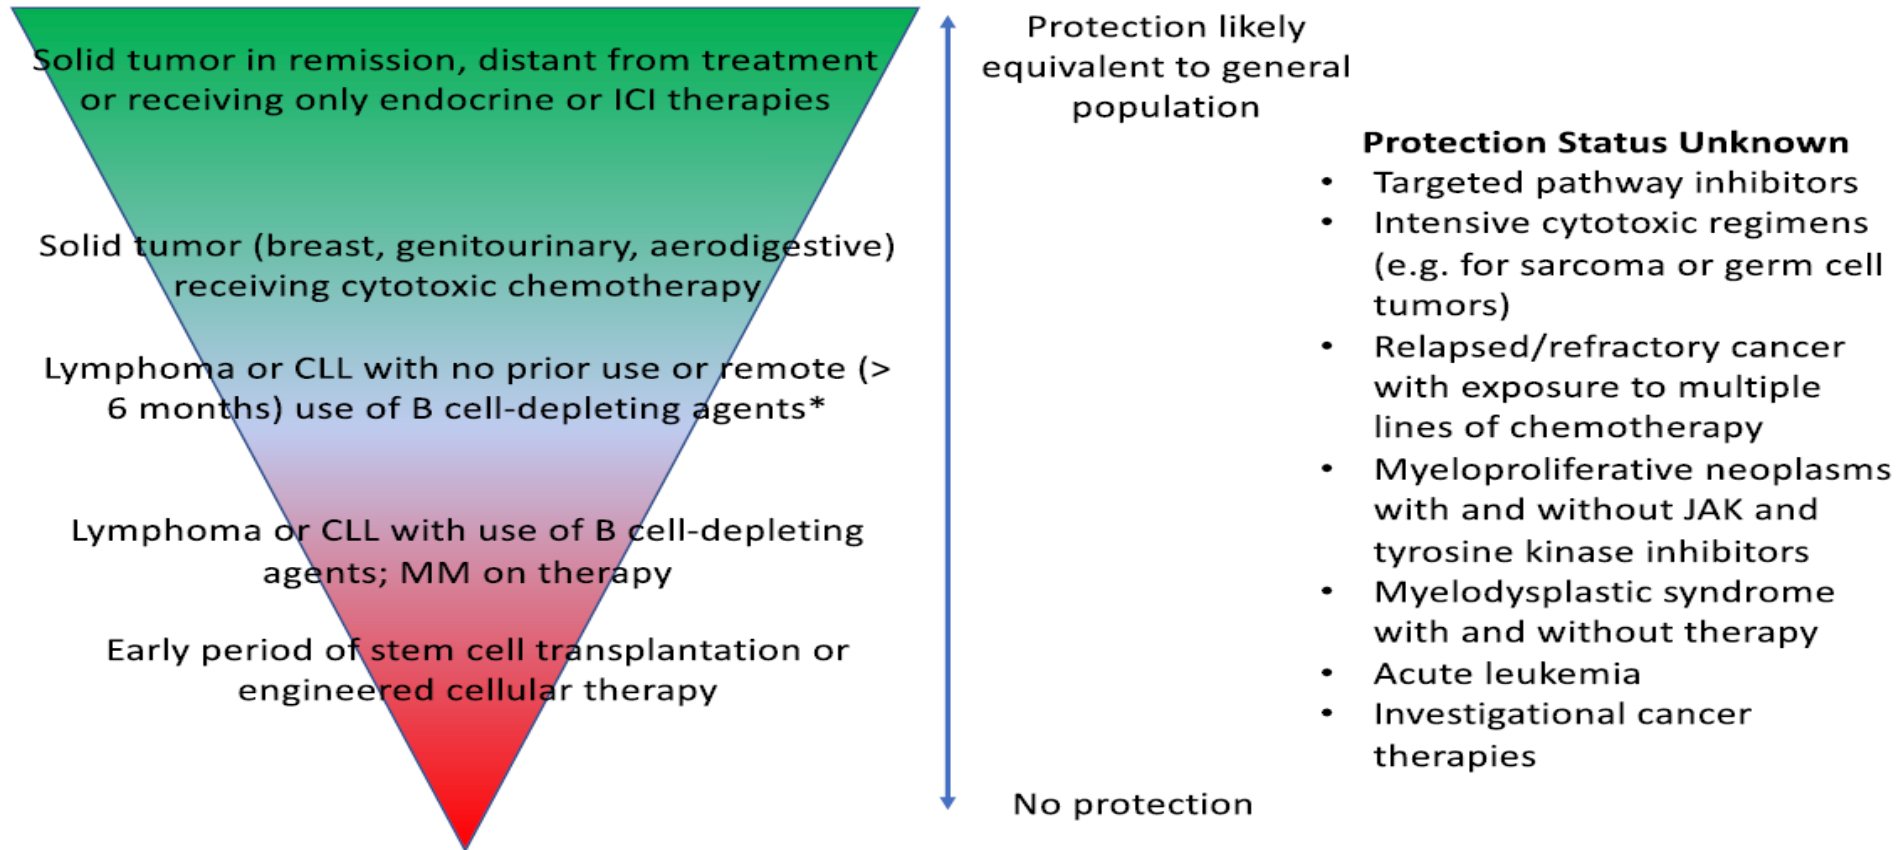 Solid tumor in remission, distant from treatment
or receiving only endocrine or ICI therapies
Solid tumor (breast, genitourinary, aerodigestive)
receiving cytotoxic chemotherapy
Lymphoma or CLL with no prior use or remote (>
6 months) use of B cell-depleting agents*
Lymphoma or CLL with use of B cell-depleting
agents; MM on therapy
Early period of stem cell transplantation or
engineered cellular therapy
Protection likely
equivalent to general
population
No protection
Protection Status Unknown
• Targeted pathway inhibitors
• Intensive cytotoxic regimens
(e.g. for sarcoma or germ cell
tumors)
• Relapsed/refractory cancer
with exposure to multiple
lines of chemotherapy
• Myeloproliferative neoplasms
with and without JAK and
tyrosine kinase inhibitors
• Myelodysplastic syndrome
with and without therapy
• Acute leukemia
• Investigational cancer
therapies